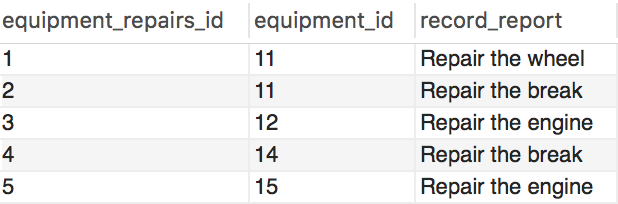 equipment_repairs_id equipment_id record_report
1 11 Repair the wheel
2 11 Repair the break
3 12 Repair the engine
4 14 Repair the break
5 15 Repair the engine